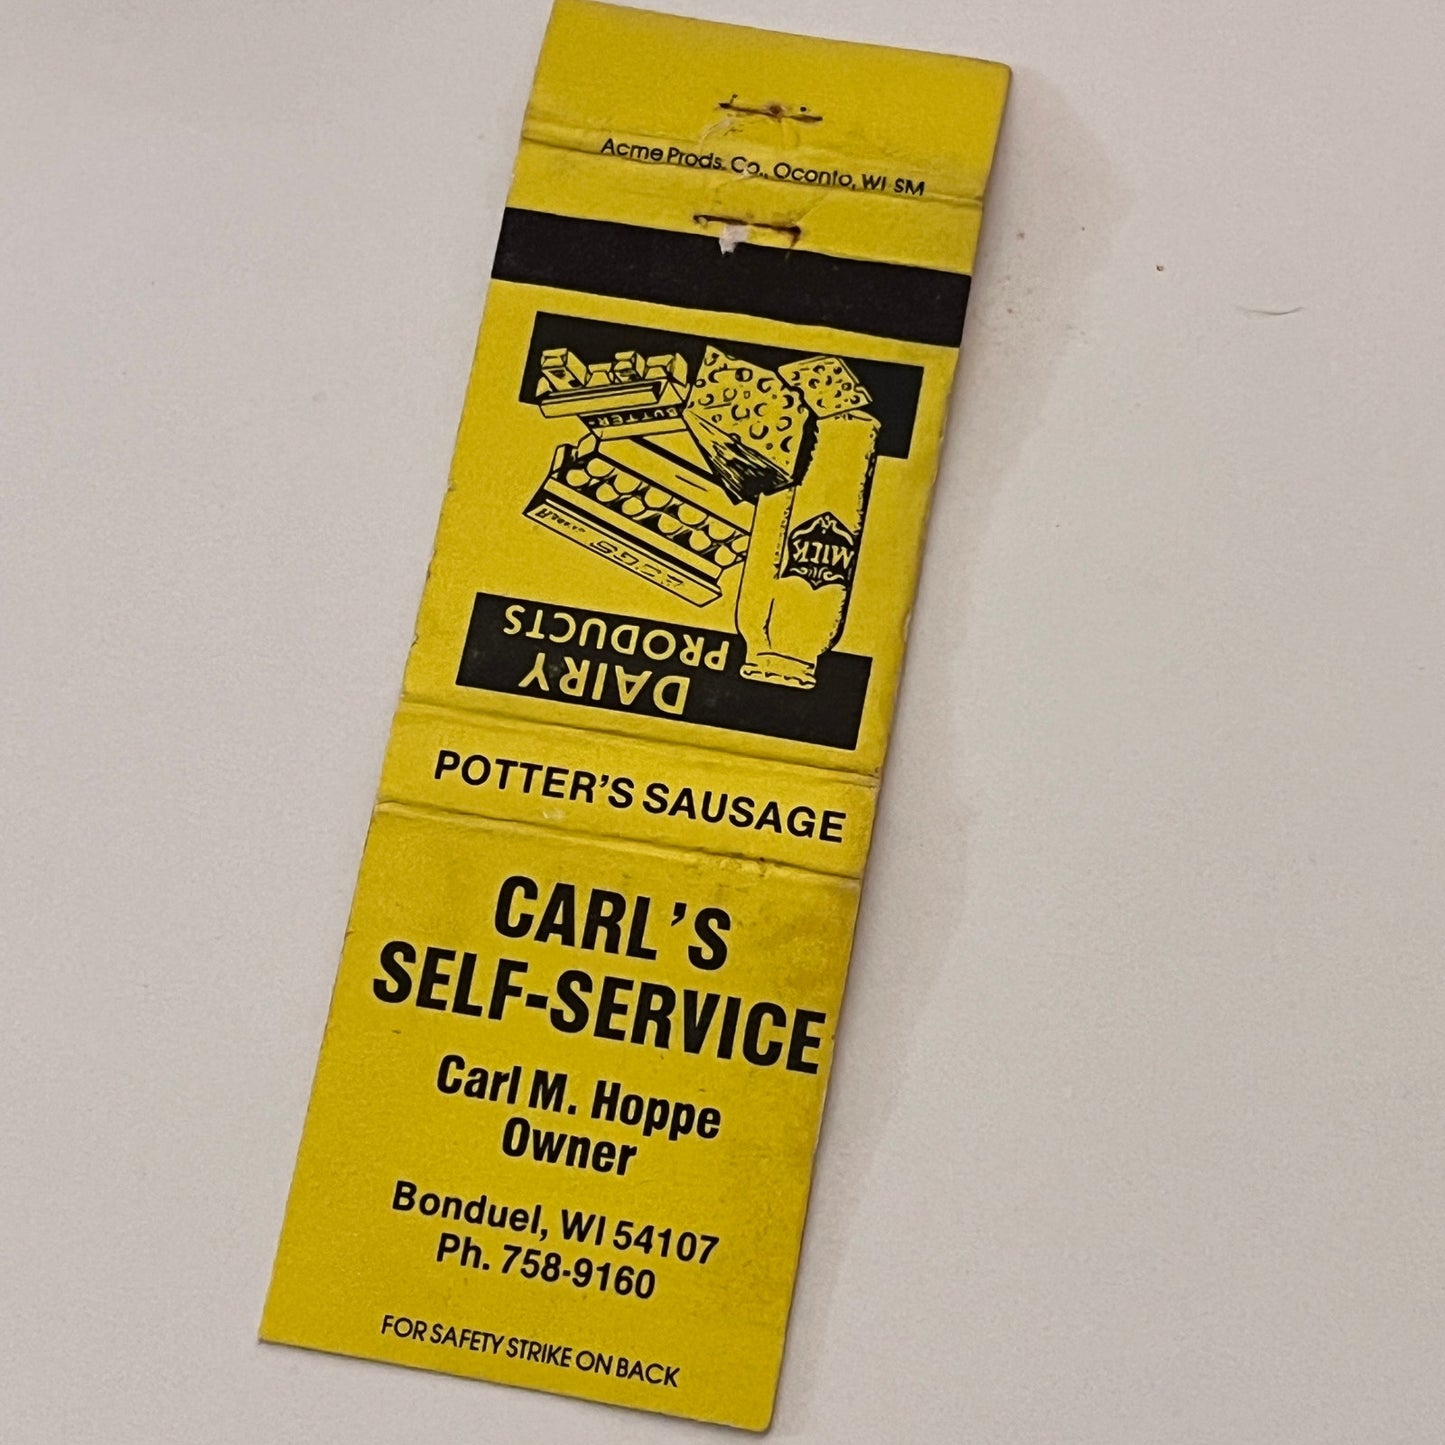 Acme Prods. Co., Oconto, WI SM
BUTTER
EGGS
MILK
DAIRY
PRODUCTS
POTTER'S SAUSAGE
CARL'S
SELF-SERVICE
Carl M. Hoppe
Owner
Bonduel, WI 54107
Ph. 758-9160
FOR SAFETY STRIKE ON BACK